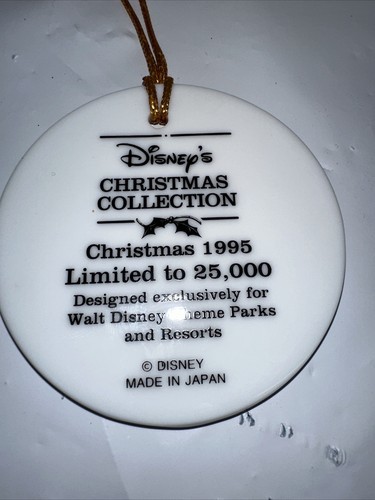 Disney's
CHRISTMAS
COLLECTION
Christmas 1995
Limited to 25,000
Designed exclusively for
Walt Disney Theme Parks
and Resorts
© DISNEY
MADE IN JAPAN